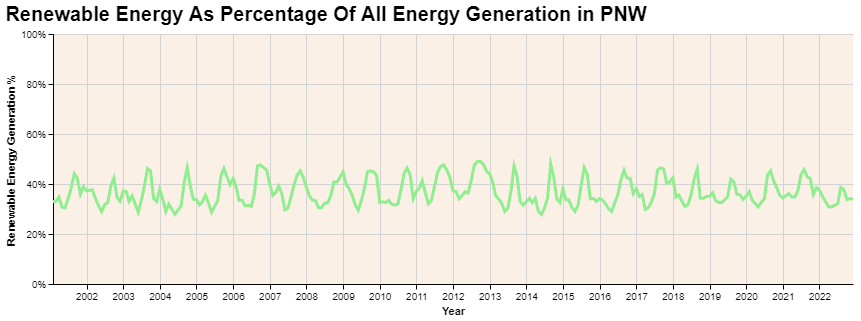 Renewable Energy As Percentage Of All Energy Generation in PNW
100%
80%
60%
40%
20%
0%
Renewable Energy Generation %
2002 2003 2004 2005 2006 2007 2008 2009 2010 2011 2012 2013 2014 2015 2016 2017 2018 2019 2020 2021 2022
Year